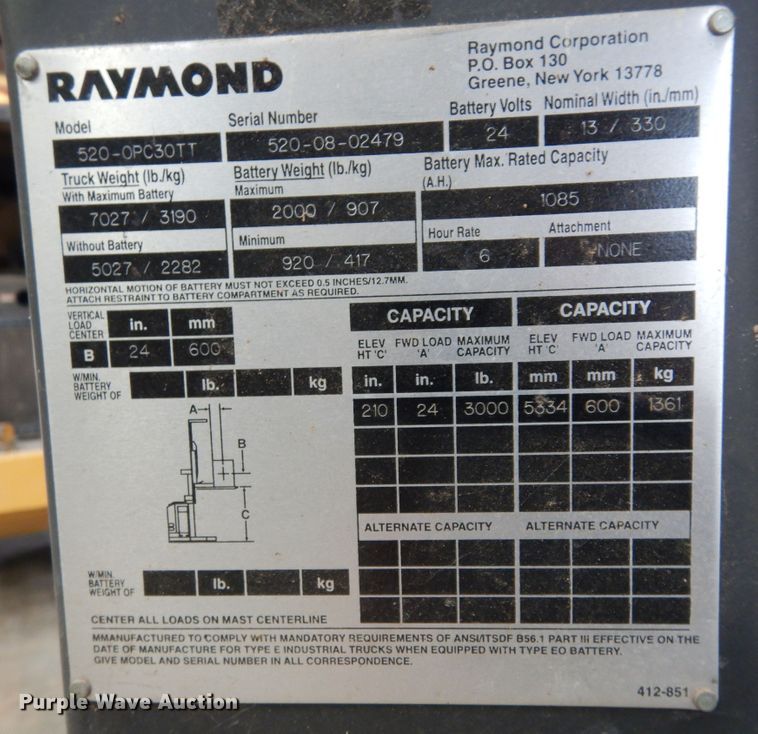 RAYMOND
Raymond Corporation
P.O. Box 130
Greene, New York 13778
Model
520-OPC30TT
Serial Number
520-08-02479
Battery Volts
24
Nominal Width (in./mm)
13 / 330
Truck Weight (lb./kg)
With Maximum Battery
7027 / 3190
Without Battery
5027 / 2282
Battery Weight (lb./kg)
Maximum
2000 / 907
Minimum
920 / 417
Battery Max. Rated Capacity
(A.H.)
1085
Hour Rate
6
Attachment
NONE
HORIZONTAL MOTION OF BATTERY MUST NOT EXCEED 0.5 INCHES/12.7MM.
ATTACH RESTRAINT TO BATTERY COMPARTMENT AS REQUIRED.
VERTICAL
LOAD
CENTER
in. mm
B 24 600
W/MIN.
BATTERY
WEIGHT OF
lb. kg
A
B
C
W/MIN.
BATTERY
WEIGHT OF
lb. kg
CAPACITY CAPACITY
ELEV HT 'C' FWD LOAD 'A' MAXIMUM CAPACITY ELEV HT 'C' FWD LOAD 'A' MAXIMUM CAPACITY
in. in. lb. mm mm kg
210 24 3000 5334 600 1361
ALTERNATE CAPACITY ALTERNATE CAPACITY
CENTER ALL LOADS ON MAST CENTERLINE
MMANUFACTURED TO COMPLY WITH MANDATORY REQUIREMENTS OF ANSI/ITSDF B56.1 PART III EFFECTIVE ON THE
DATE OF MANUFACTURE FOR TYPE E INDUSTRIAL TRUCKS WHEN EQUIPPED WITH TYPE EO BATTERY.
GIVE MODEL AND SERIAL NUMBER IN ALL CORRESPONDENCE.
412-851
Purple Wave Auction